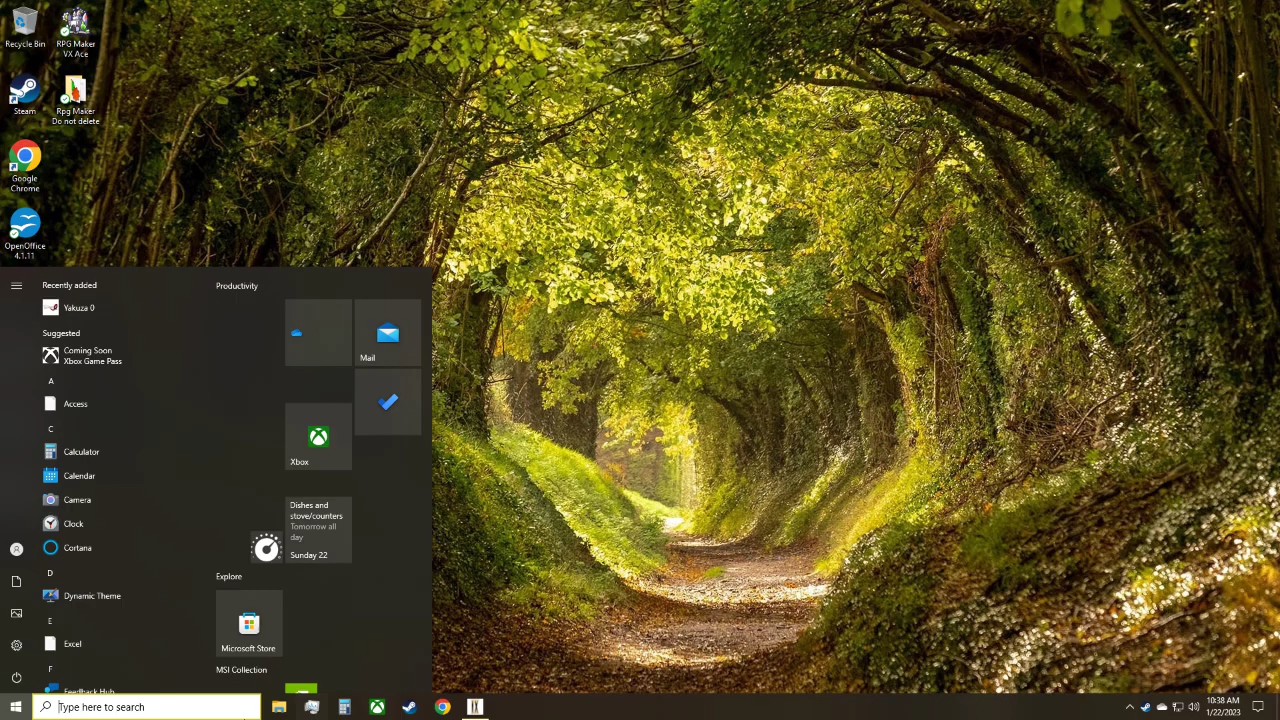 Recycle Bin
RPG Maker
VX Ace
Steam
Rpg Maker
Do not delete
Google
Chrome
OpenOffice
4.1.11
Recently added
Yakuza 0
Suggested
Coming Soon
Xbox Game Pass
A
Access
C
Calculator
Calendar
Camera
Clock
Cortana
D
Dynamic Theme
E
Excel
F
Feedback Hub
Productivity
Mail
Xbox
Dishes and
stove/counters
Tomorrow all
day
Sunday 22
Explore
Microsoft Store
MSI Collection
Type here to search
10:38 AM
1/22/2023